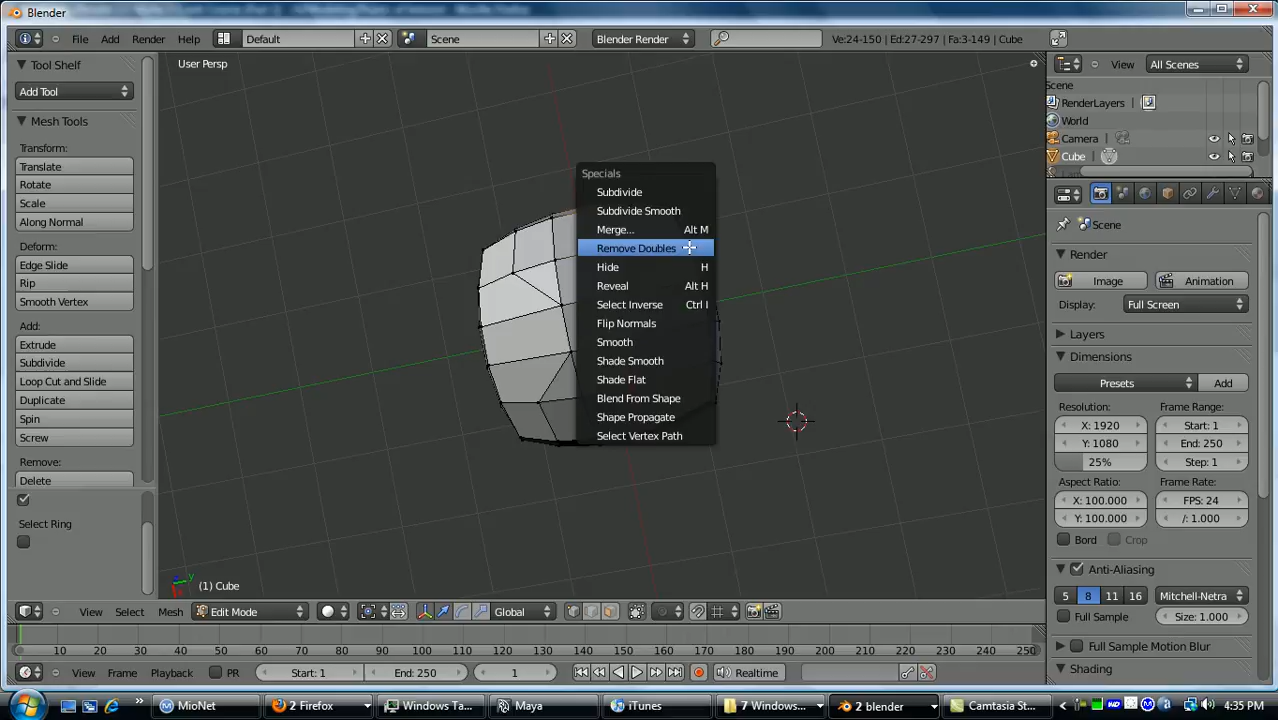 Blender
File Add Render Help Default Scene Blender Render Ve:24-150 | Ed:27-297 | Fa:3-149 | Cube
Tool Shelf
Add Tool
Mesh Tools
Transform:
Translate
Rotate
Scale
Along Normal
Deform:
Edge Slide
Rip
Smooth Vertex
Add:
Extrude
Subdivide
Loop Cut and Slide
Duplicate
Spin
Screw
Remove:
Delete
Select Ring
User Persp
Specials
Subdivide
Subdivide Smooth
Merge... Alt M
Remove Doubles
Hide H
Reveal Alt H
Select Inverse Ctrl I
Flip Normals
Smooth
Shade Smooth
Shade Flat
Blend From Shape
Shape Propagate
Select Vertex Path
(1) Cube
View Select Mesh Edit Mode Global
View All Scenes
Scene
RenderLayers
World
Camera
Cube
Scene
Render
Image Animation
Display: Full Screen
Layers
Dimensions
Presets Add
Resolution: Frame Range:
X: 1920 Start: 1
Y: 1080 End: 250
25% Step: 1
Aspect Ratio: Frame Rate:
X: 100.000 FPS: 24
Y: 100.000 /: 1.000
Bord Crop
Anti-Aliasing
5 8 11 16 Mitchell-Netra
Full Sample Size: 1.000
Full Sample Motion Blur
Shading
10 20 30 40 50 60 70 80 90 100 110 120 130 140 150 160 170 180 190 200 210 220 230 240 250
View Frame Playback PR Start: 1 End: 250 1 Realtime
MioNet 2 Firefox Windows Ta... Maya iTunes 7 Windows... 2 blender Camtasia St... 4:35 PM